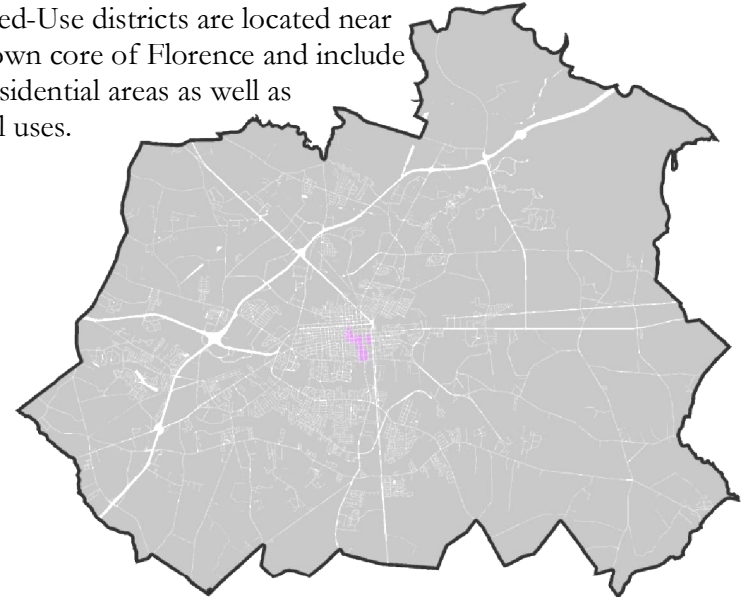 ed-Use districts are located near
own core of Florence and include
sidential areas as well as
l uses.